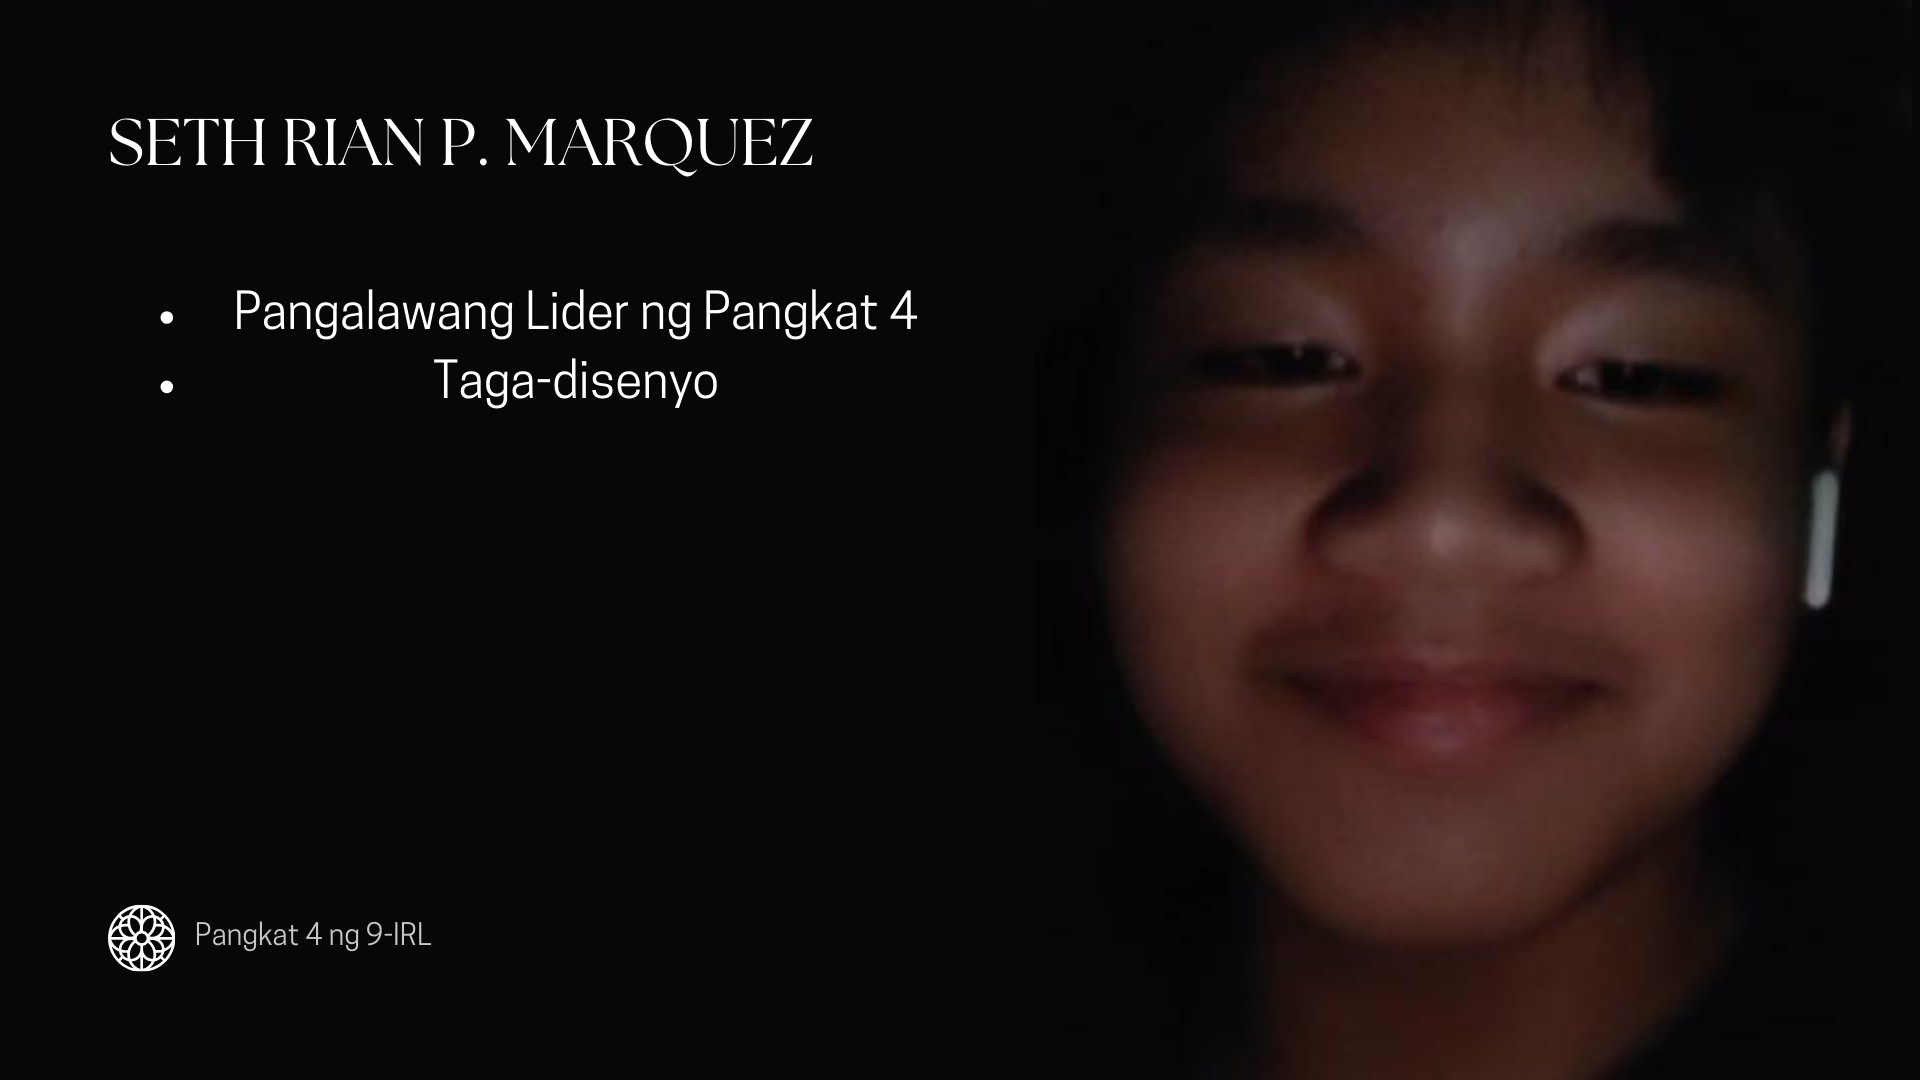 SETH RIAN P. MARQUEZ
• Pangalawang Lider ng Pangkat 4
• Taga-disenyo
Pangkat 4 ng 9-IRL